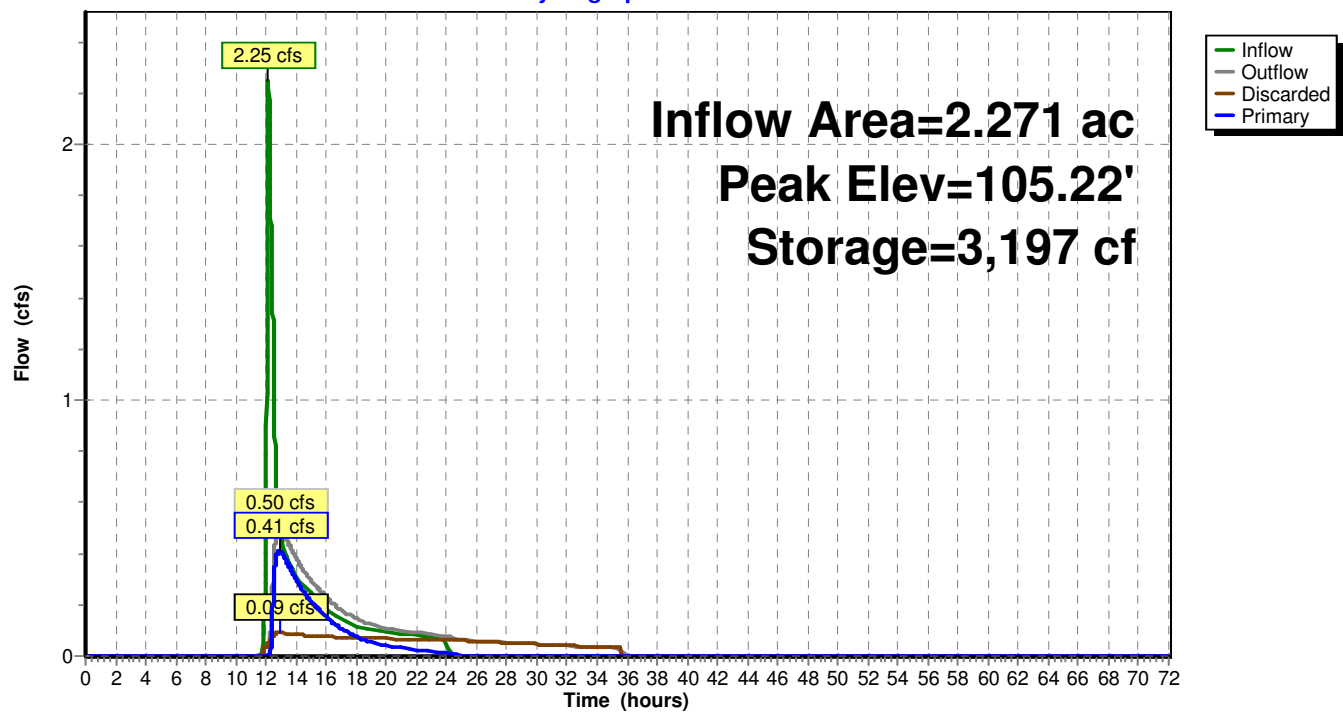 2.25 cfs
Inflow
Outflow
Discarded
Primary
Inflow Area=2.271 ac
Peak Elev=105.22'
Storage=3,197 cf
2
1
0
Flow (cfs)
0.50 cfs
0.41 cfs
0.09 cfs
0 2 4 6 8 10 12 14 16 18 20 22 24 26 28 30 32 34 36 38 40 42 44 46 48 50 52 54 56 58 60 62 64 66 68 70 72
Time (hours)